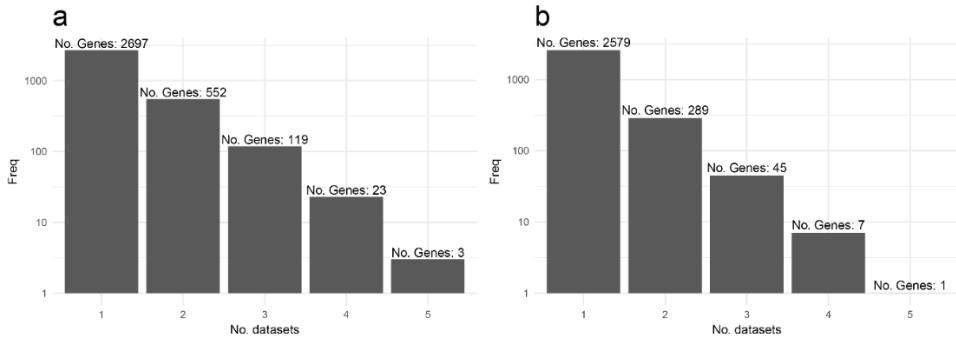 a
No. Genes: 2697
No. Genes: 552
No. Genes: 119
No. Genes: 23
No. Genes: 3
1000
100
10
1
Freq
1 2 3 4 5
No. datasets
b
No. Genes: 2579
No. Genes: 289
No. Genes: 45
No. Genes: 7
No. Genes: 1
1000
100
10
1
Freq
1 2 3 4 5
No. datasets